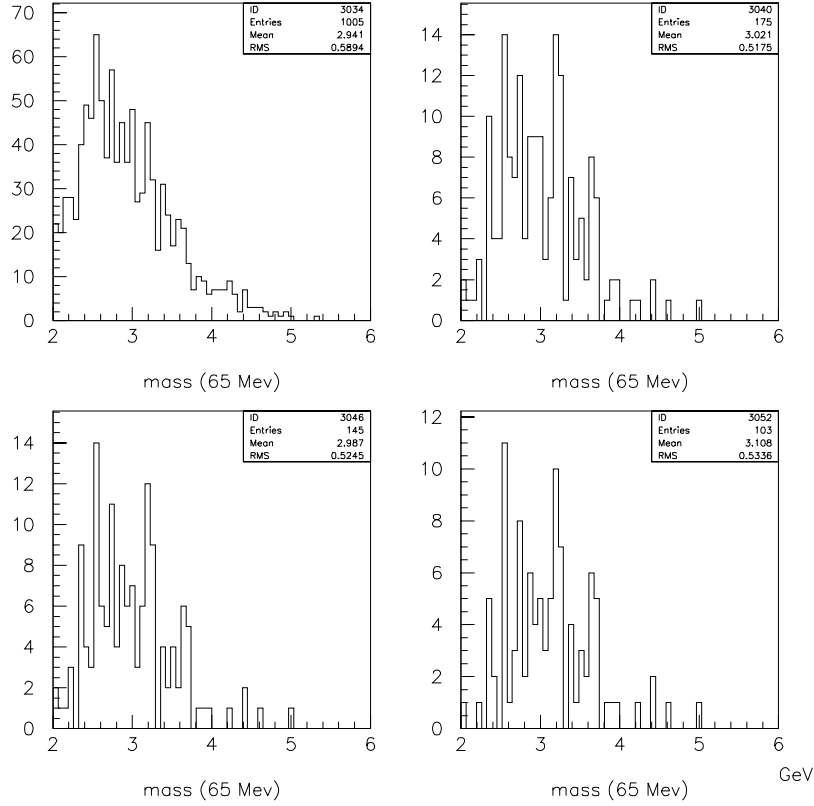 ID 3034
Entries 1005
Mean 2.941
RMS 0.5894
70
60
50
40
30
20
10
0
2 3 4 5 6
mass (65 Mev)
ID 3040
Entries 175
Mean 3.021
RMS 0.5175
14
12
10
8
6
4
2
0
2 3 4 5 6
mass (65 Mev)
ID 3046
Entries 145
Mean 2.987
RMS 0.5245
14
12
10
8
6
4
2
0
2 3 4 5 6
mass (65 Mev)
ID 3052
Entries 103
Mean 3.108
RMS 0.5336
12
10
8
6
4
2
0
2 3 4 5 6
GeV
mass (65 Mev)